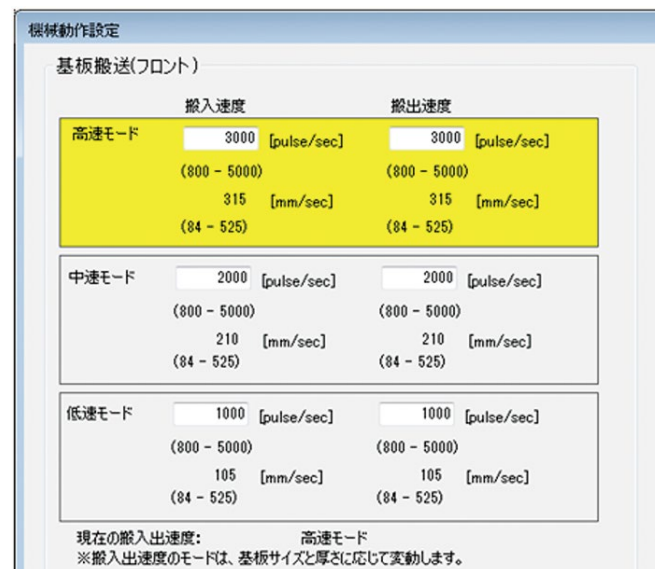 機械動作設定
基板搬送(フロント)
搬入速度 搬出速度
高速モード 3000 [pulse/sec] 3000 [pulse/sec]
(800 - 5000) (800 - 5000)
315 [mm/sec] 315 [mm/sec]
(84 - 525) (84 - 525)
中速モード 2000 [pulse/sec] 2000 [pulse/sec]
(800 - 5000) (800 - 5000)
210 [mm/sec] 210 [mm/sec]
(84 - 525) (84 - 525)
低速モード 1000 [pulse/sec] 1000 [pulse/sec]
(800 - 5000) (800 - 5000)
105 [mm/sec] 105 [mm/sec]
(84 - 525) (84 - 525)
現在の搬入出速度: 高速モード
※搬入出速度のモードは、基板サイズと厚さに応じて変動します。